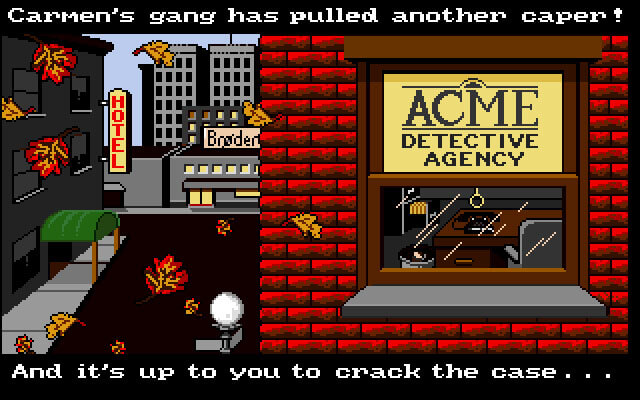 Carmen's gang has pulled another caper!
HOTEL
Brøder
ACME
DETECTIVE
AGENCY
And it's up to you to crack the case...